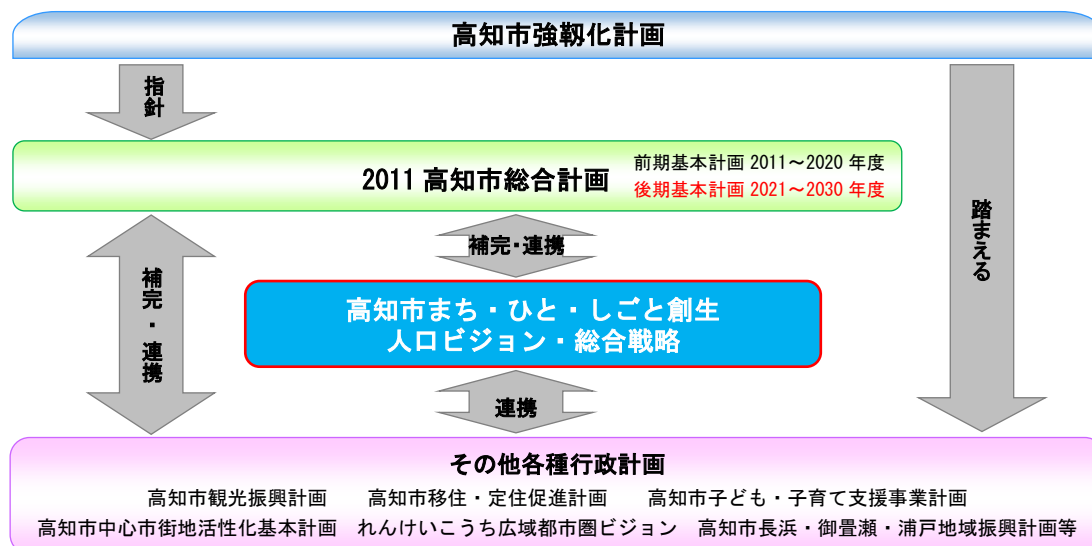 高知市強靱化計画
指針
2011 高知市総合計画
前期基本計画 2011～2020 年度
後期基本計画 2021～2030 年度
踏まえる
補完・連携
補完・連携
高知市まち・ひと・しごと創生
人口ビジョン・総合戦略
連携
その他各種行政計画
高知市観光振興計画 高知市移住・定住促進計画 高知市子ども・子育て支援事業計画
高知市中心市街地活性化基本計画 れんけいこうち広域都市圏ビジョン 高知市長浜・御畳瀬・浦戸地域振興計画等